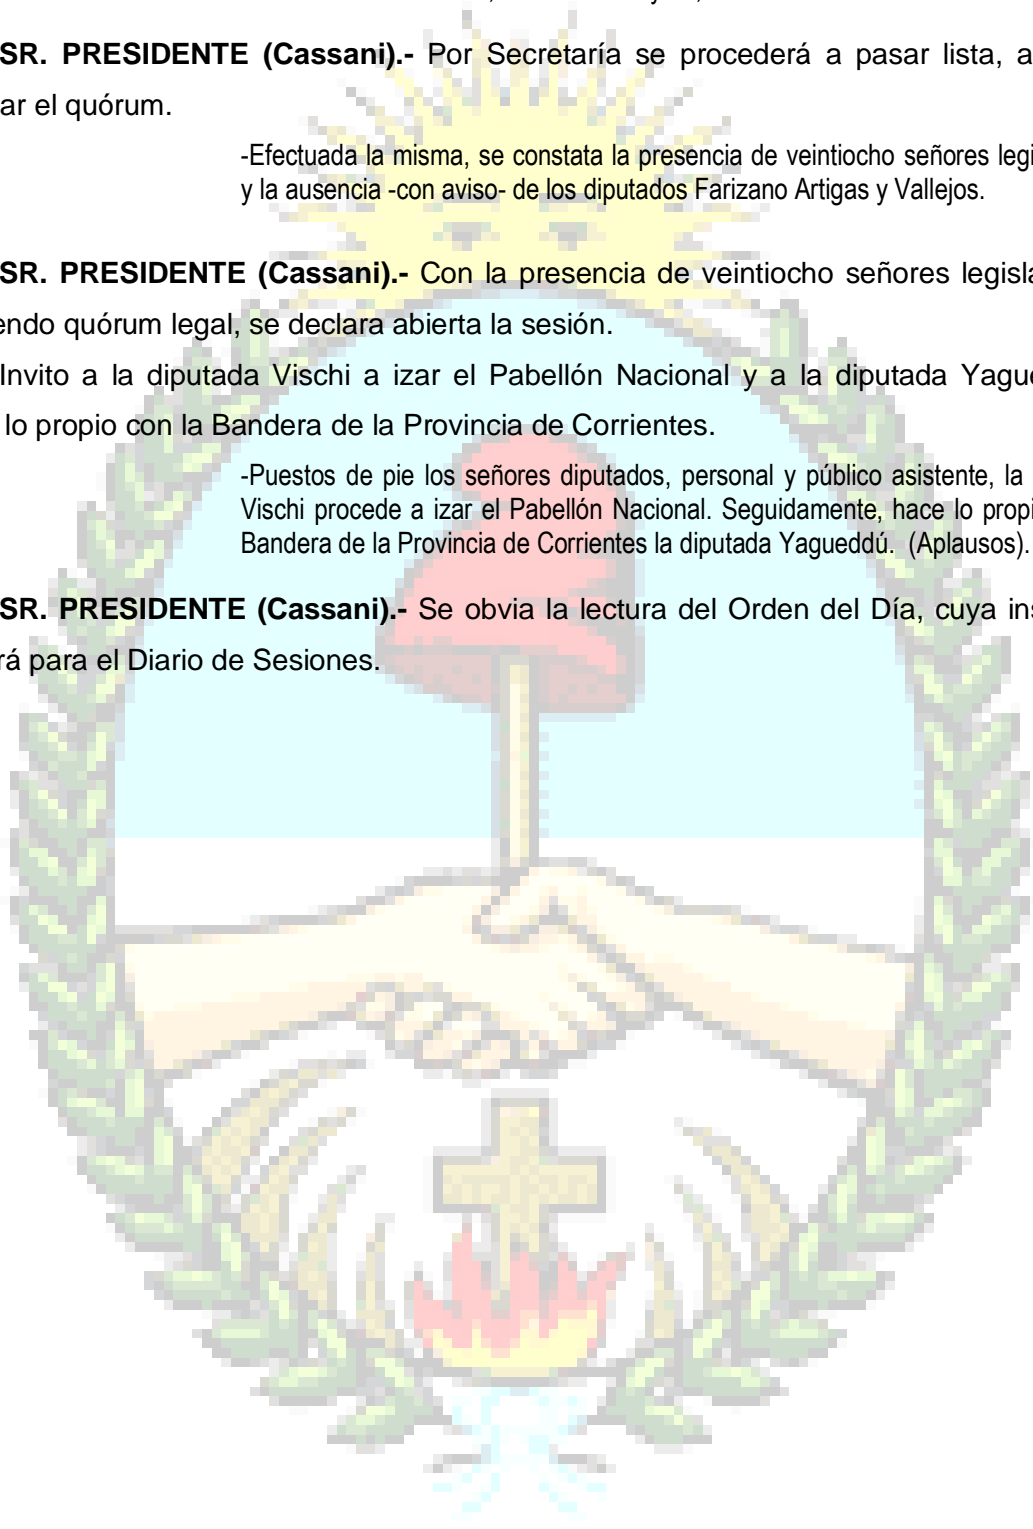 SR. PRESIDENTE (Cassani).- Por Secretaría se procederá a pasar lista, a
ar el quórum.
-Efectuada la misma, se constata la presencia de veintiocho señores legi
y la ausencia -con aviso- de los diputados Farizano Artigas y Vallejos.
SR. PRESIDENTE (Cassani).- Con la presencia de veintiocho señores legisla
endo quórum legal, se declara abierta la sesión.
Invito a la diputada Vischi a izar el Pabellón Nacional y a la diputada Yague
lo propio con la Bandera de la Provincia de Corrientes.
-Puestos de pie los señores diputados, personal y público asistente, la
Vischi procede a izar el Pabellón Nacional. Seguidamente, hace lo propi
Bandera de la Provincia de Corrientes la diputada Yagueddú. (Aplausos).
SR. PRESIDENTE (Cassani).- Se obvia la lectura del Orden del Día, cuya ins
rá para el Diario de Sesiones.